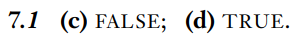 7.1 (c) FALSE; (d) TRUE.